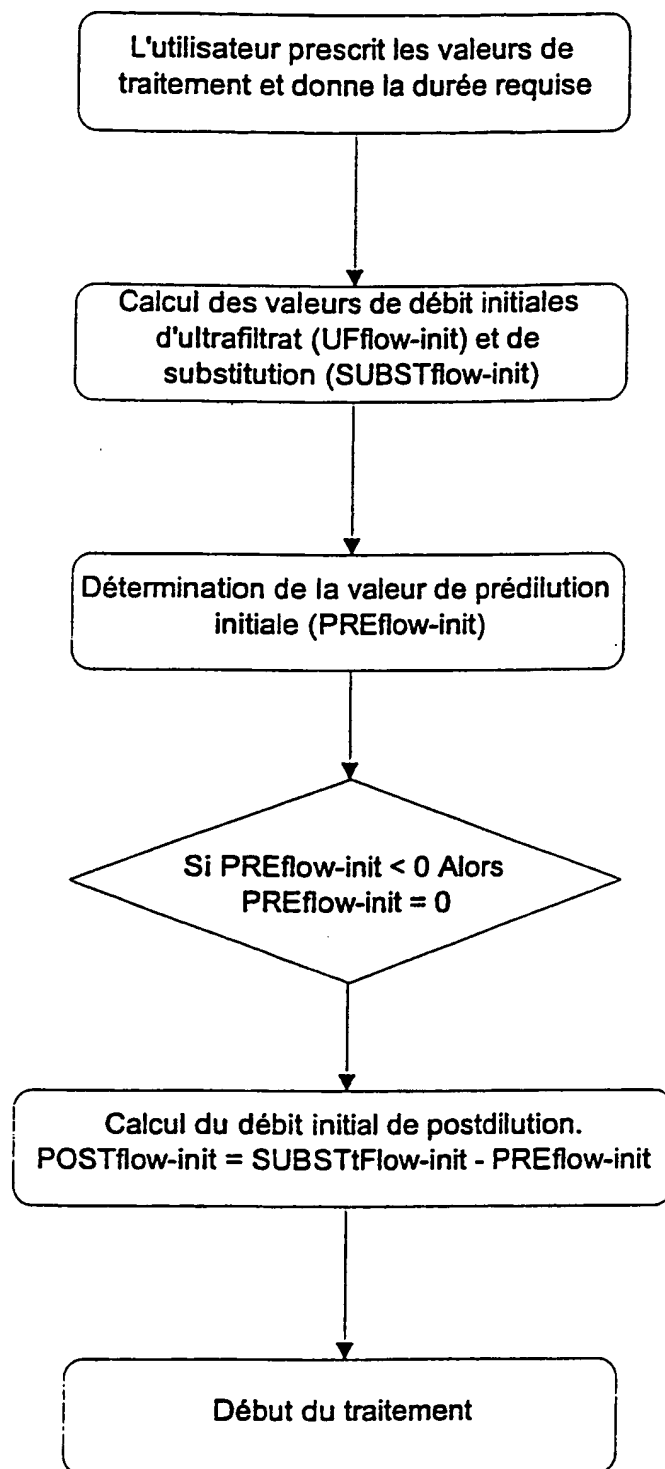 L'utilisateur prescrit les valeurs de
traitement et donne la durée requise
Calcul des valeurs de débit initiales
d'ultrafiltrat (UFflow-init) et de
substitution (SUBSTflow-init)
Détermination de la valeur de prédilution
initiale (PREflow-init)
Si PREflow-init < 0 Alors
PREflow-init = 0
Calcul du débit initial de postdilution.
POSTflow-init = SUBSTtFlow-init - PREflow-init
Début du traitement